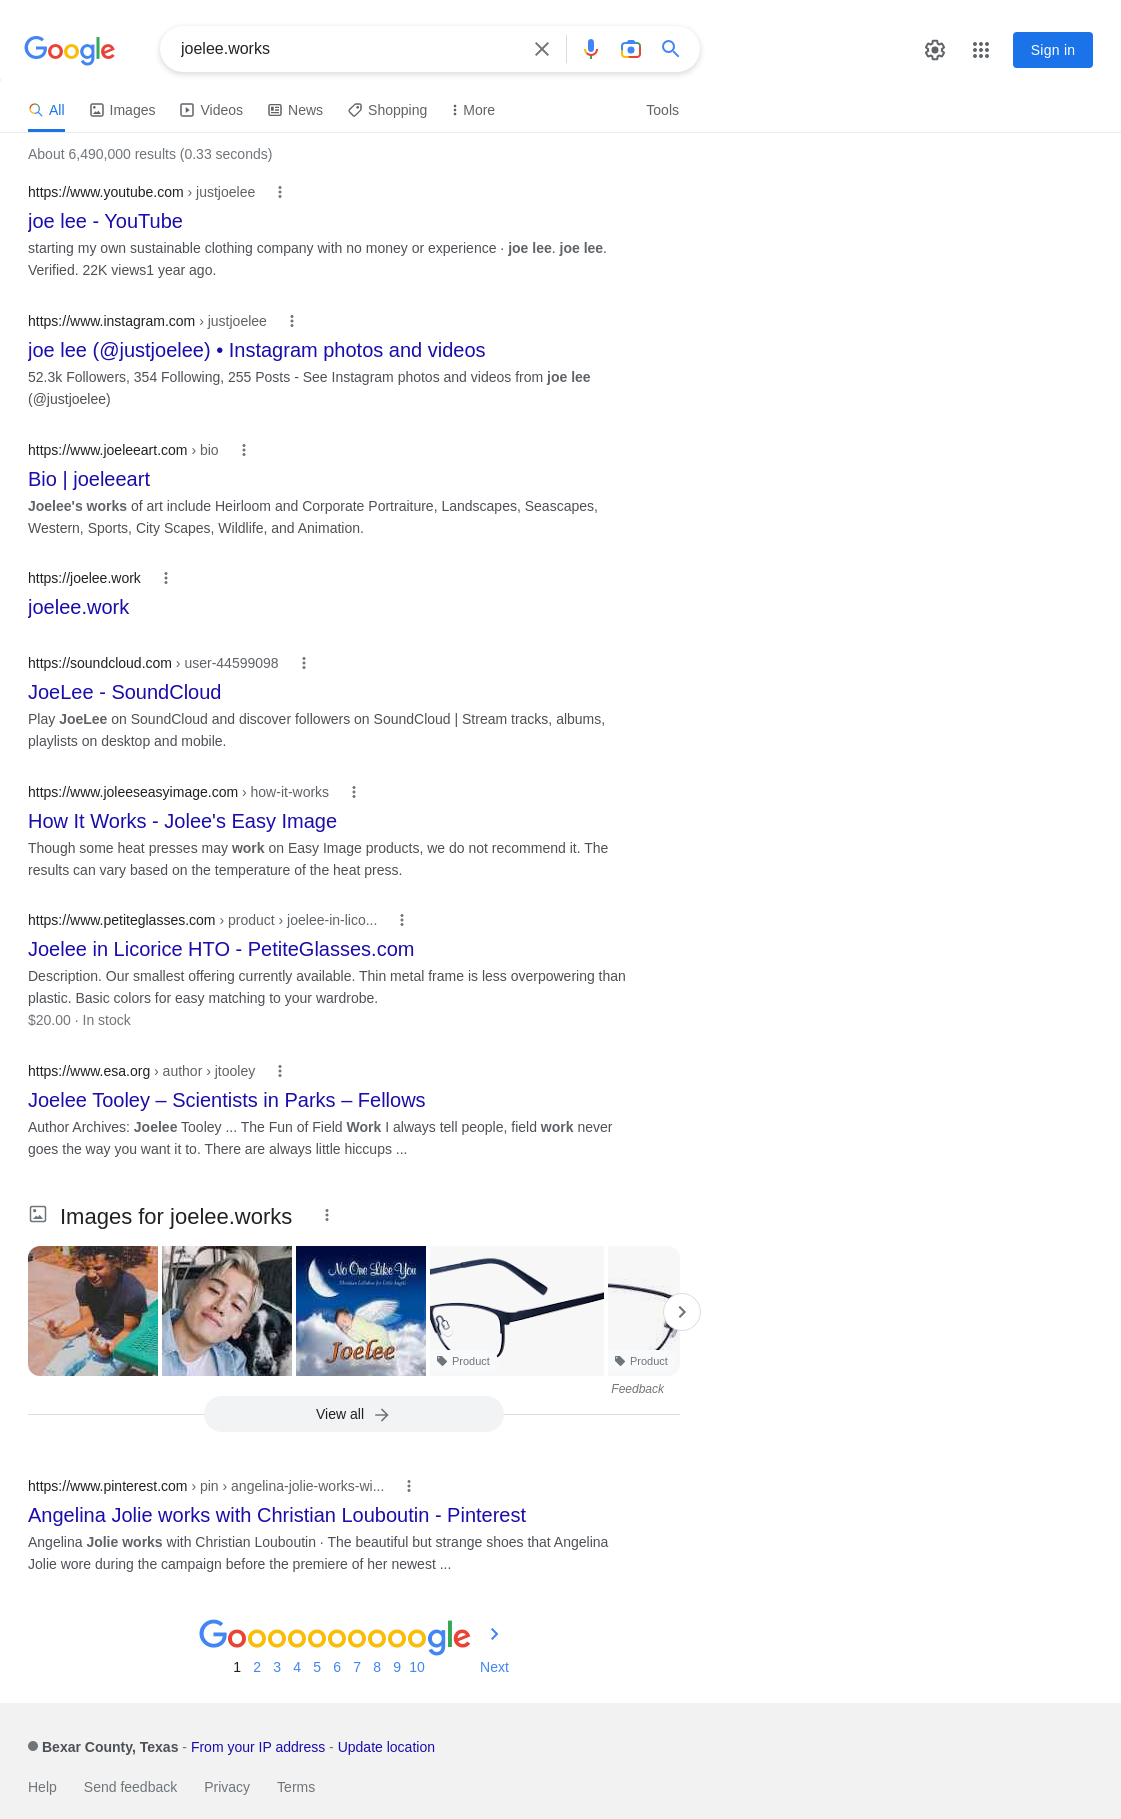 Google
joelee.works
Sign in
All Images Videos News Shopping More Tools
About 6,490,000 results (0.33 seconds)
https://www.youtube.com › justjoelee
joe lee - YouTube
starting my own sustainable clothing company with no money or experience · joe lee. joe lee.
Verified. 22K views1 year ago.
https://www.instagram.com › justjoelee
joe lee (@justjoelee) • Instagram photos and videos
52.3k Followers, 354 Following, 255 Posts - See Instagram photos and videos from joe lee
(@justjoelee)
https://www.joeleeart.com › bio
Bio | joeleeart
Joelee's works of art include Heirloom and Corporate Portraiture, Landscapes, Seascapes,
Western, Sports, City Scapes, Wildlife, and Animation.
https://joelee.work
joelee.work
https://soundcloud.com › user-44599098
JoeLee - SoundCloud
Play JoeLee on SoundCloud and discover followers on SoundCloud | Stream tracks, albums,
playlists on desktop and mobile.
https://www.joleeseasyimage.com › how-it-works
How It Works - Jolee's Easy Image
Though some heat presses may work on Easy Image products, we do not recommend it. The
results can vary based on the temperature of the heat press.
https://www.petiteglasses.com › product › joelee-in-lico...
Joelee in Licorice HTO - PetiteGlasses.com
Description. Our smallest offering currently available. Thin metal frame is less overpowering than
plastic. Basic colors for easy matching to your wardrobe.
$20.00 · In stock
https://www.esa.org › author › jtooley
Joelee Tooley – Scientists in Parks – Fellows
Author Archives: Joelee Tooley ... The Fun of Field Work I always tell people, field work never
goes the way you want it to. There are always little hiccups ...
Images for joelee.works
No One Like You
Joelee
Product
Product
Feedback
View all
https://www.pinterest.com › pin › angelina-jolie-works-wi...
Angelina Jolie works with Christian Louboutin - Pinterest
Angelina Jolie works with Christian Louboutin · The beautiful but strange shoes that Angelina
Jolie wore during the campaign before the premiere of her newest ...
Goooooooooogle
1 2 3 4 5 6 7 8 9 10 Next
Bexar County, Texas - From your IP address - Update location
Help Send feedback Privacy Terms